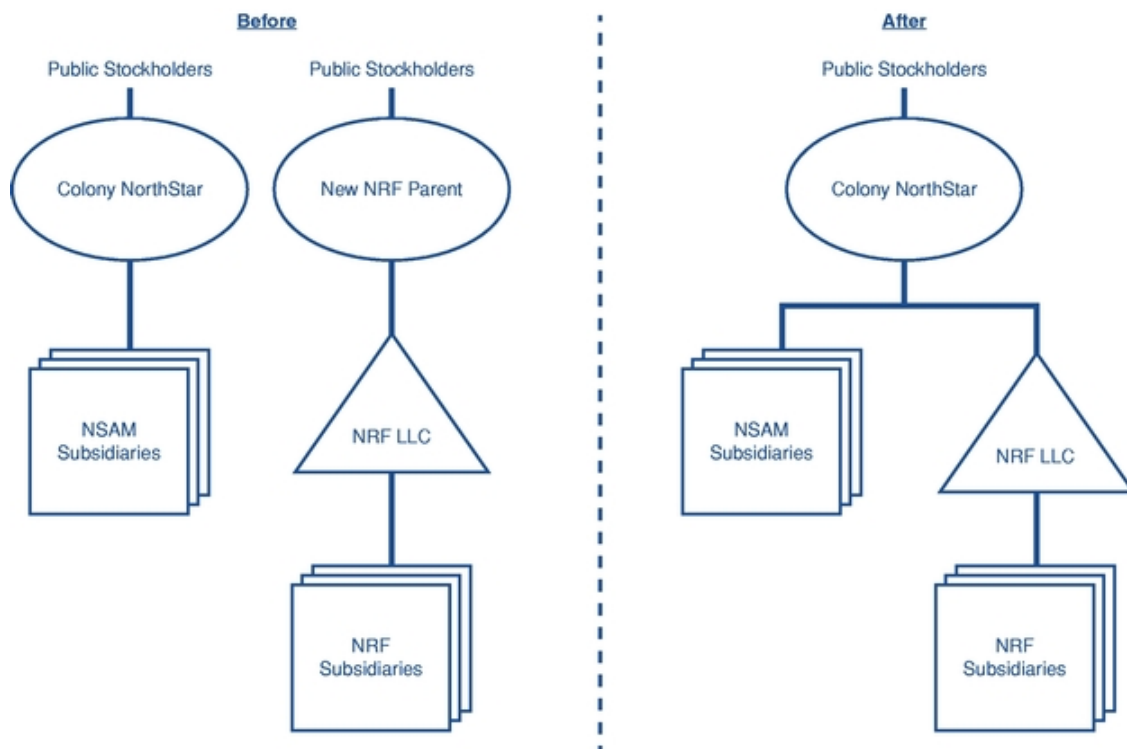 Before
Public Stockholders
Public Stockholders
Colony NorthStar
New NRF Parent
NSAM
Subsidiaries
NRF LLC
NRF
Subsidiaries
After
Public Stockholders
Colony NorthStar
NSAM
Subsidiaries
NRF LLC
NRF
Subsidiaries